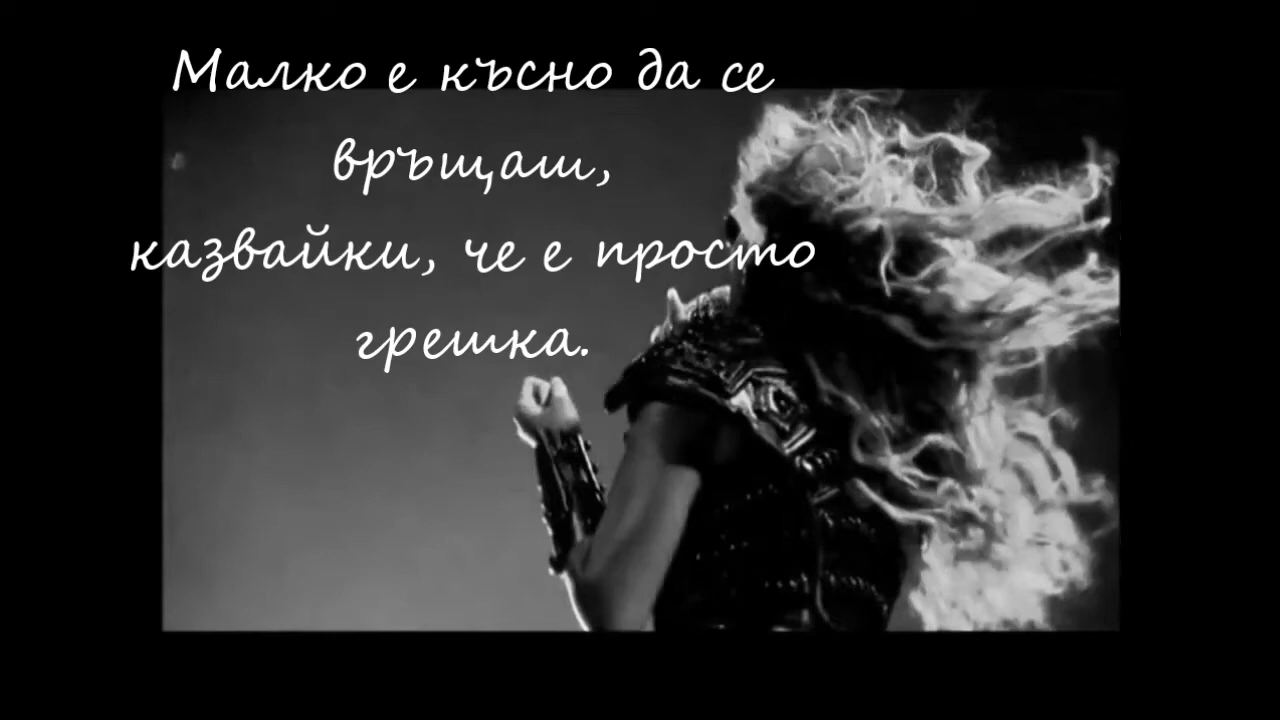 Малко е късно да се
връщаш,
казвайки, че е просто
грешка.